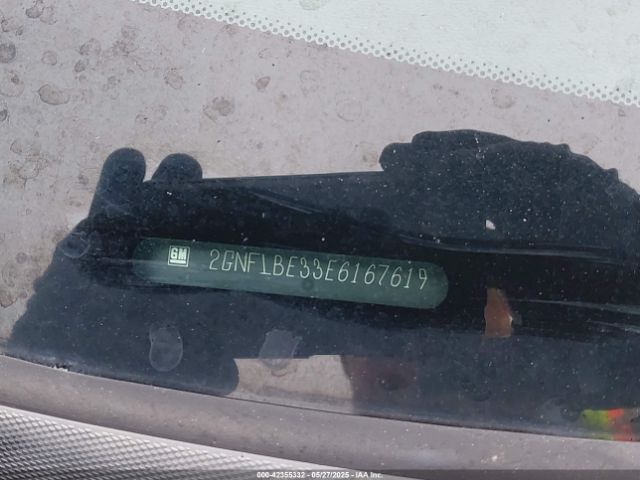 GM 2GNFLBE33E6167619
000-42355332 - 05/27/2025 - IAA Inc.